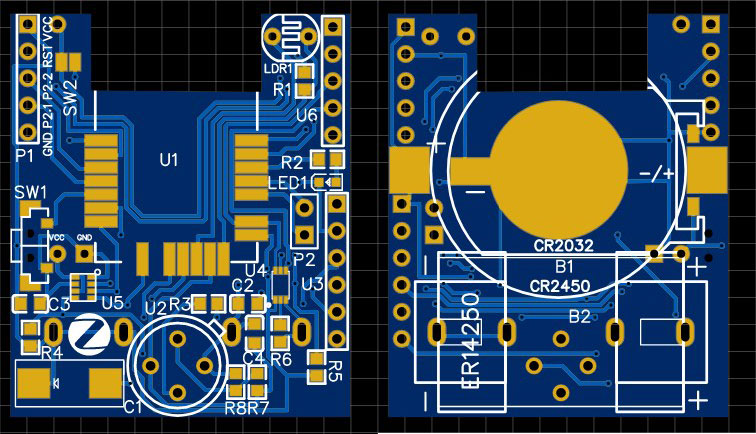 VCC
RST
P2-2
P2-1
GND
P1
SW2
LDR1
R1
U6
U1
R2
LED1
SW1
VCC
GND
P2
U4
U3
U5
C3
U2
R3
C2
R4
C4
R6
R5
C1
R8
R7
+
−
-/+
CR2032
B1
CR2450
B2
ER14250
−
+
−
+